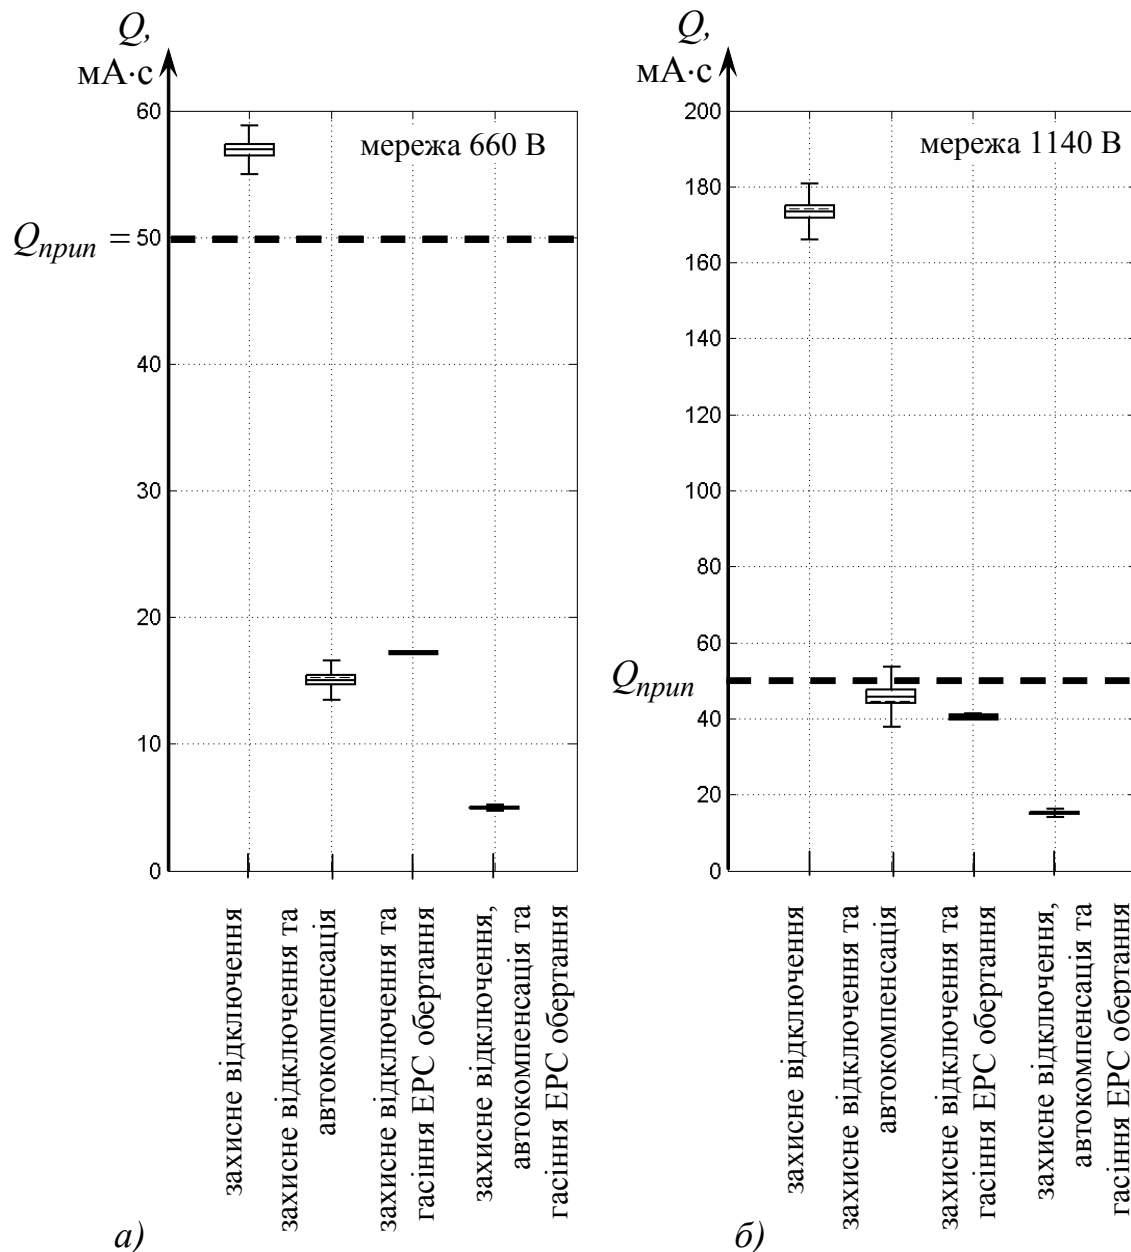 Q,
мА·с
60
50
40
30
20
10
0
мережа 660 В
Qприп =
захисне відключення
захисне відключення та
автокомпенсація
захисне відключення та
гасіння ЕРС обертання
захисне відключення,
автокомпенсація та
гасіння ЕРС обертання
а)
Q,
мА·с
200
180
160
140
120
100
80
60
40
20
0
мережа 1140 В
Qприп
захисне відключення
захисне відключення та
автокомпенсація
захисне відключення та
гасіння ЕРС обертання
захисне відключення,
автокомпенсація та
гасіння ЕРС обертання
б)